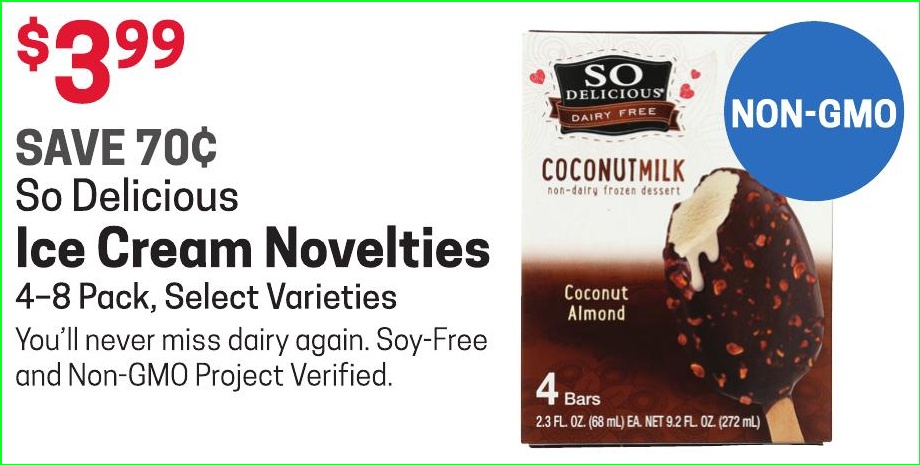 $3.99
SAVE 70¢
So Delicious
Ice Cream Novelties
4–8 Pack, Select Varieties
You’ll never miss dairy again. Soy-Free
and Non-GMO Project Verified.
SO
DELICIOUS®
DAIRY FREE
NON-GMO
COCONUTMILK
non-dairy frozen dessert
Coconut
Almond
4 Bars
2.3 FL. OZ. (68 mL) EA. NET 9.2 FL. OZ. (272 mL)